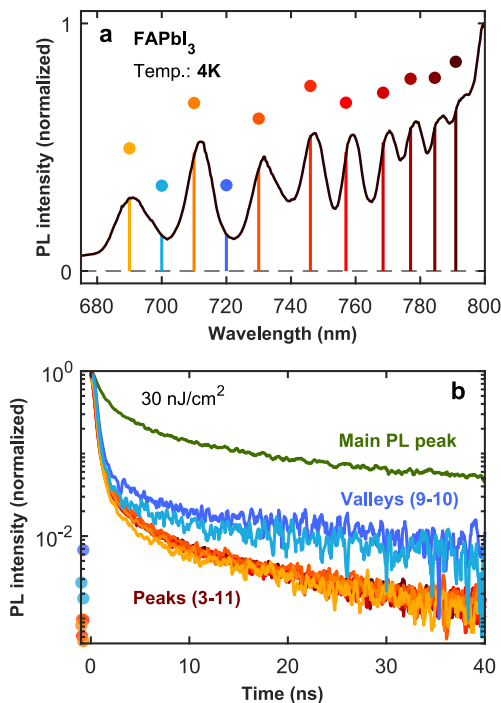 1
a
FAPbI3
Temp.: 4K
PL intensity (normalized)
0
680 700 720 740 760 780 800
Wavelength (nm)
10^0
30 nJ/cm^2
b
Main PL peak
PL intensity (normalized)
Valleys (9-10)
10^-2
Peaks (3-11)
0 10 20 30 40
Time (ns)